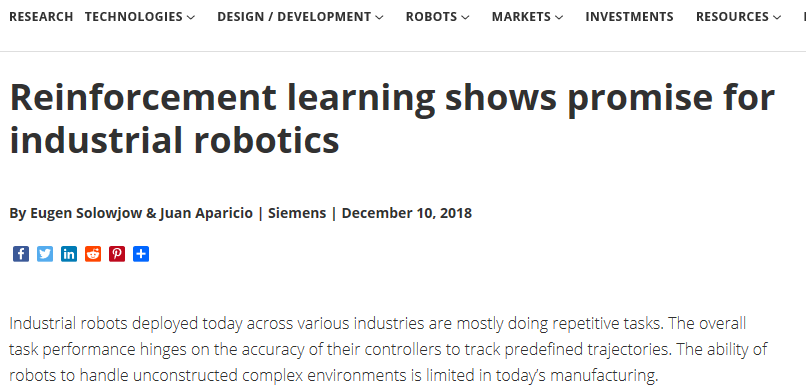 RESEARCH TECHNOLOGIES DESIGN / DEVELOPMENT ROBOTS MARKETS INVESTMENTS RESOURCES
Reinforcement learning shows promise for
industrial robotics
By Eugen Solowjow & Juan Aparicio | Siemens | December 10, 2018
Industrial robots deployed today across various industries are mostly doing repetitive tasks. The overall
task performance hinges on the accuracy of their controllers to track predefined trajectories. The ability of
robots to handle unconstructed complex environments is limited in today’s manufacturing.